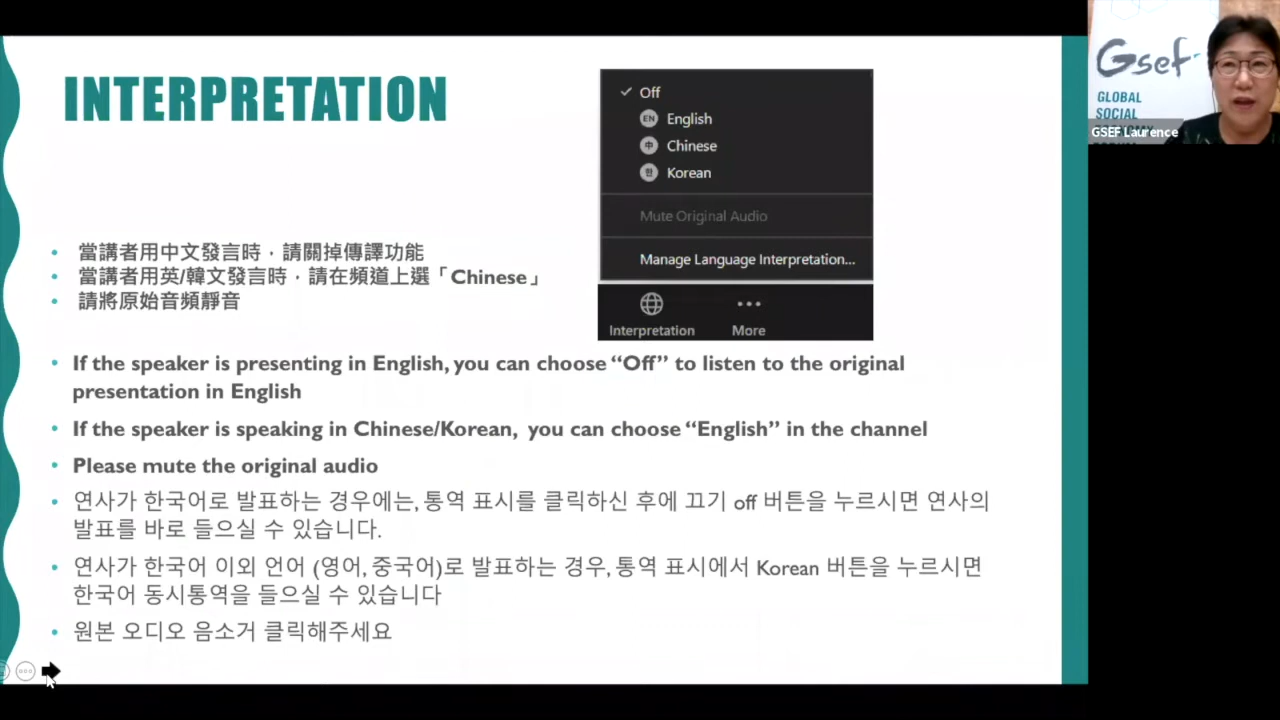 INTERPRETATION
Off
EN English
中 Chinese
한 Korean
Mute Original Audio
Manage Language Interpretation...
Interpretation
More
• 當講者用中文發言時，請關掉傳譯功能
• 當講者用英/韓文發言時，請在頻道上選「Chinese」
• 請將原始音頻靜音
• If the speaker is presenting in English, you can choose “Off” to listen to the original
presentation in English
• If the speaker is speaking in Chinese/Korean, you can choose “English” in the channel
• Please mute the original audio
• 연사가 한국어로 발표하는 경우에는, 통역 표시를 클릭하신 후에 끄기 off 버튼을 누르시면 연사의
발표를 바로 들으실 수 있습니다.
• 연사가 한국어 이외 언어 (영어, 중국어)로 발표하는 경우, 통역 표시에서 Korean 버튼을 누르시면
한국어 동시통역을 들으실 수 있습니다
• 원본 오디오 음소거 클릭해주세요
Gsef
GLOBAL
SOCIAL
GSEF Laurence